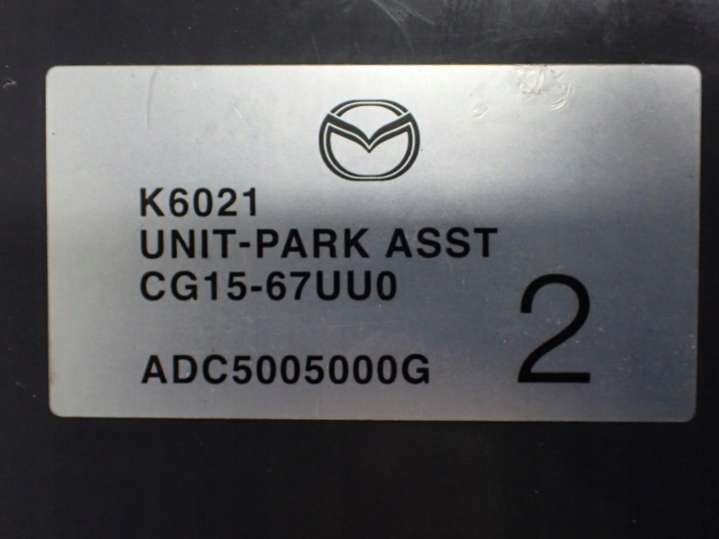 K6021
UNIT-PARK ASST
CG15-67UU0
2
ADC5005000G